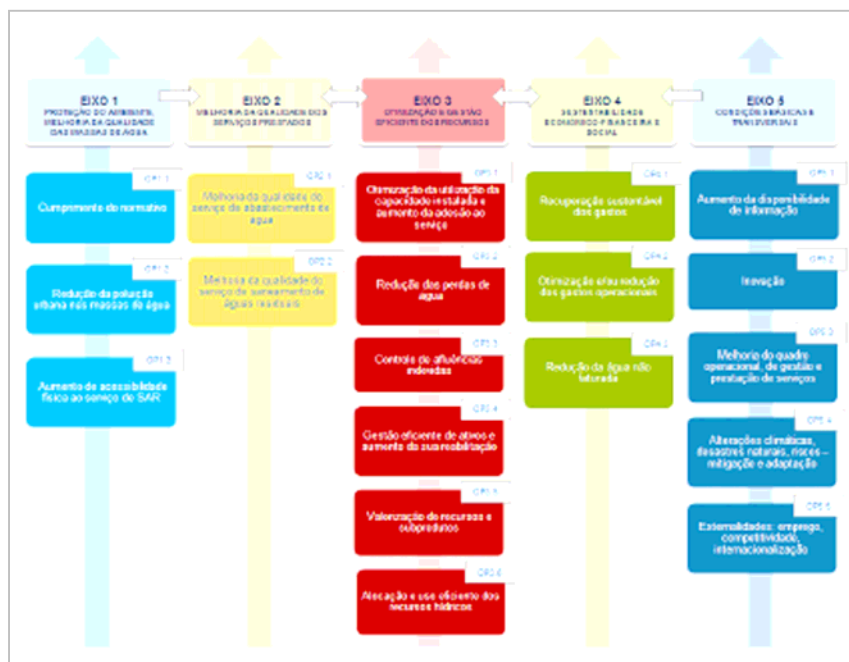 EIXO 1
PROTEÇÃO DO AMBIENTE,
MELHORIA DA QUALIDADE
DAS MASSAS DE ÁGUA
EIXO 2
MELHORIA DA QUALIDADE DOS
SERVIÇOS PRESTADOS
EIXO 3
OTIMIZAÇÃO E GESTÃO
EFICIENTE DOS RECURSOS
EIXO 4
SUSTENTABILIDADE
ECONÓMICO-FINANCEIRA E
SOCIAL
EIXO 5
CONDIÇÕES BÁSICAS E
TRANSVERSAIS
OP1.1
Cumprimento do normativo
Redução da poluição
urbana nas massas de água
Aumento de acessibilidade
física ao serviço de SAR
OP2.1
Melhoria da qualidade do
serviço de abastecimento de
água
OP2.2
Melhoria da qualidade do
serviço de saneamento de
águas residuais
OP3.1
Otimização da utilização da
capacidade instalada e
aumento da adesão ao
serviço
OP3.2
Redução das perdas de
água
OP3.3
Controlo de afluências
indevidas
OP3.4
Gestão eficiente de ativos e
aumento da sua reabilitação
OP3.5
Valorização de recursos e
subprodutos
OP3.6
Alocação e uso eficiente dos
recursos hídricos
OP4.1
Recuperação sustentável
dos gastos
OP4.2
Otimização e/ou redução
dos gastos operacionais
Redução da água não
faturada
OP5.1
Aumento da disponibilidade
de informação
OP5.2
Inovação
OP5.3
Melhoria do quadro
operacional, de gestão e
prestação de serviços
OP5.4
Alterações climáticas,
desastres naturais, riscos –
mitigação e adaptação
OP5.5
Externalidades: emprego,
competitividade,
internacionalização